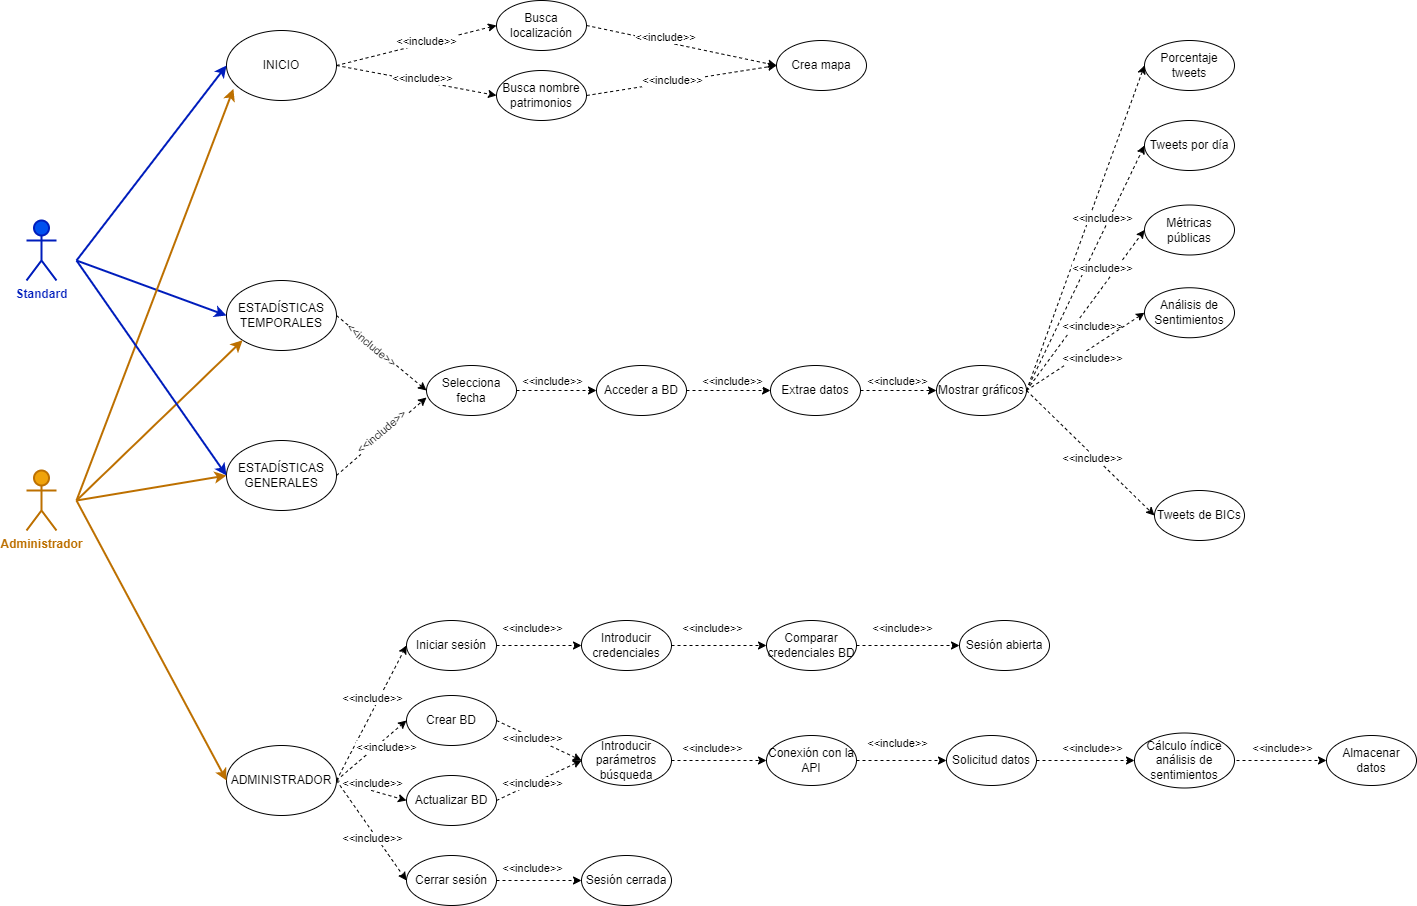 Busca
localización
<<include>>
<<include>>
INICIO
Crea mapa
<<include>>
<<include>>
Busca nombre
patrimonios
Porcentaje
tweets
Tweets por día
<<include>>
Métricas
públicas
<<include>>
Análisis de
Sentimientos
<<include>>
<<include>>
Standard
ESTADÍSTICAS
TEMPORALES
<<include>>
Selecciona
fecha
<<include>>
Acceder a BD
<<include>>
Extrae datos
<<include>>
Mostrar gráficos
<<include>>
ESTADÍSTICAS
GENERALES
<<include>>
Tweets de BICs
Administrador
Iniciar sesión
<<include>>
Introducir
credenciales
<<include>>
Comparar
credenciales BD
<<include>>
Sesión abierta
<<include>>
Crear BD
<<include>>
<<include>>
ADMINISTRADOR
<<include>>
Actualizar BD
<<include>>
Introducir
parámetros
búsqueda
<<include>>
Conexión con la
API
<<include>>
Solicitud datos
<<include>>
Cálculo índice
análisis de
sentimientos
<<include>>
Almacenar
datos
<<include>>
Cerrar sesión
<<include>>
Sesión cerrada